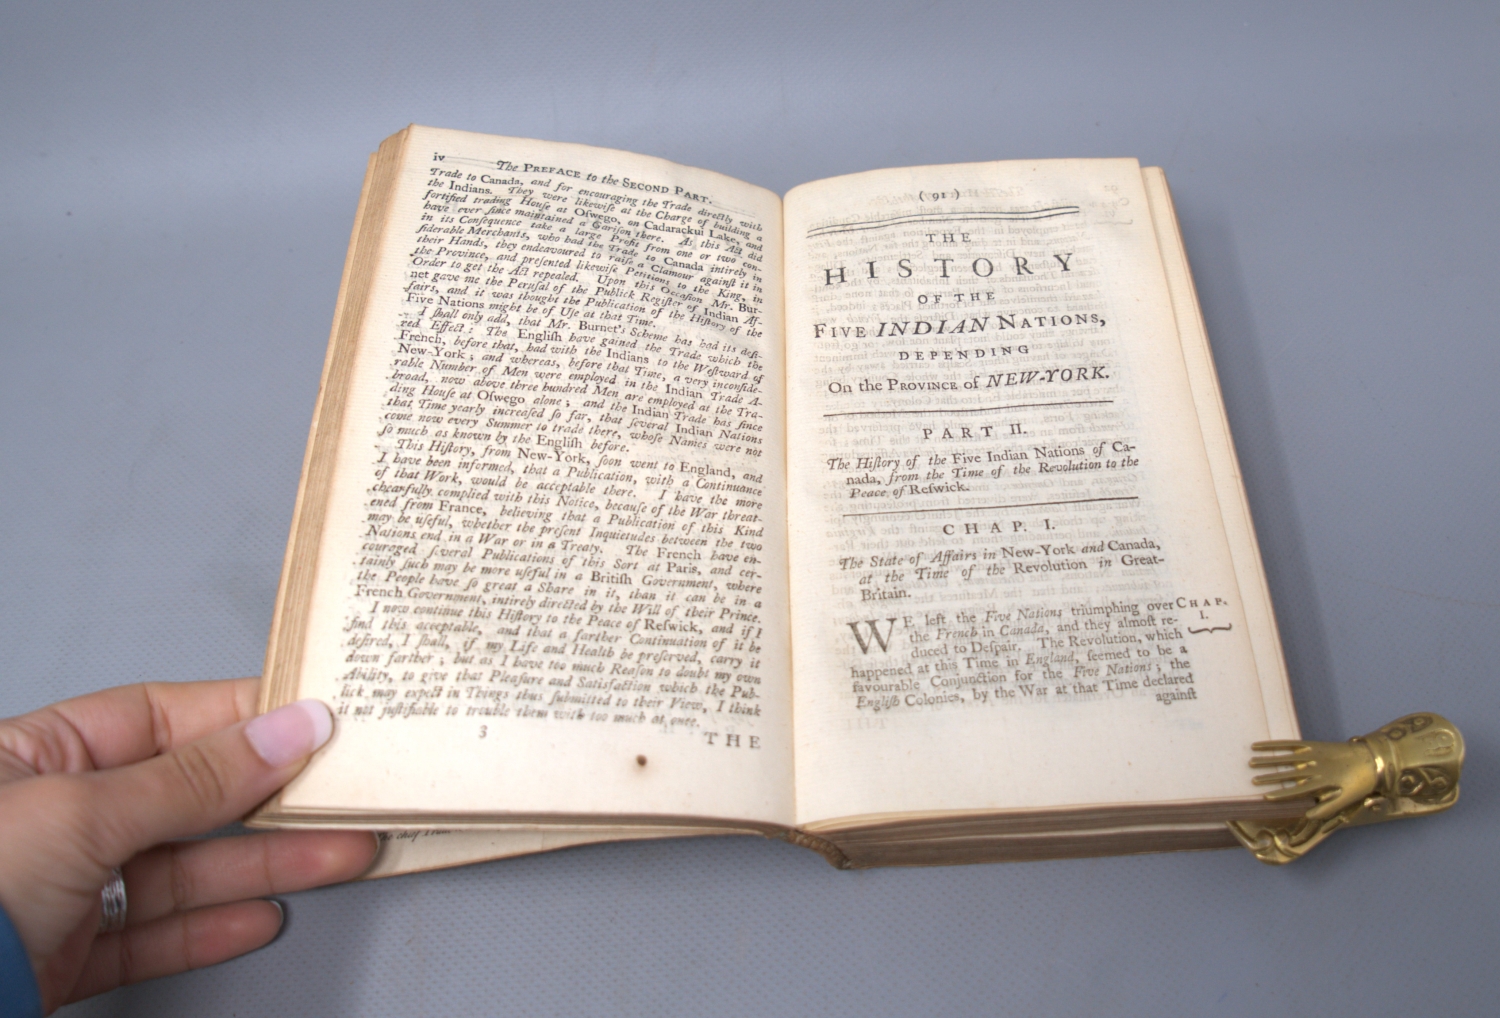 iv The PREFACE to the SECOND PART.
Trade to Canada, and for encouraging the Trade directly with
the Indians. They were likewise at the Charge of building a
fortified trading House at Oſwego, on Cadarackui Lake, and
have ever ſince maintained a Gariſon there. As this Act did
in its Conſequence take a large Profit from one or two con-
ſiderable Merchants, who had the Trade to Canada intirely in
their Hands, they endeavoured to raiſe a Clamour againſt it in
the Province, and preſented likewiſe Petitions to the King, in
Order to get the Act repealed. Upon this Occaſion Mr. Bur-
net gave me the Peruſal of the Publick Regiſter of Indian Af-
fairs, and it was thought the Publication of the Hiſtory of the
Five Nations might be of Uſe at that Time.
I ſhall only add, that Mr. Burnet's Scheme has had its deſi-
red Effect: The Engliſh have gained the Trade which the
French, before that, had with the Indians to the Weſtward of
New-York; and whereas, before that Time, a very inconſide-
rable Number of Men were employed in the Indian Trade A-
broad, now above three hundred Men are employed at the Tra-
ding Houſe at Oſwego alone; and the Indian Trade has ſince
that Time yearly increaſed ſo far, that ſeveral Indian Nations
come now every Summer to trade there, whoſe Names were not
ſo much as known by the Engliſh before.
This Hiſtory, from New-York, ſoon went to England, and
I have been informed, that a Publication, with a Continuance
of that Work, would be acceptable there. I have the more
chearfully complied with this Notice, becauſe of the War threat-
ened from France, believing that a Publication of this Kind
may be uſeful, whether the preſent Inquietudes between the two
Nations end in a War or in a Treaty. The French have en-
couraged ſeveral Publications of this Sort at Paris, and cer-
tainly ſuch may be more uſeful in a Britiſh Government, where
the People have ſo great a Share in it, than it can be in a
French Government, intirely directed by the Will of their Prince.
I now continue this Hiſtory to the Peace of Reſwick, and if I
find this acceptable, and that a farther Continuation of it be
deſired, I ſhall, if my Life and Health be preſerved, carry it
down farther; but as I have too much Reaſon to doubt my own
Ability, to give that Pleaſure and Satisfaction which the Pub-
lick may expect in Things thus ſubmitted to their View, I think
it not juſtifiable to trouble them with too much at once.
3 THE
(91)
THE
HISTORY
OF THE
FIVE INDIAN NATIONS,
DEPENDING
On the PROVINCE of NEW-YORK.
PART II.
The Hiſtory of the Five Indian Nations of Ca-
nada, from the Time of the Revolution to the
Peace of Reſwick.
CHAP. I.
The State of Affairs in New-York and Canada,
at the Time of the Revolution in Great-
Britain.
WE left the Five Nations triumphing over CHAP.
the French in Canada, and they almoſt re- I.
duced to Deſpair. The Revolution, which
happened at this Time in England, ſeemed to be a
favourable Conjunction for the Five Nations; the
Engliſh Colonies, by the War at that Time declared
againſt